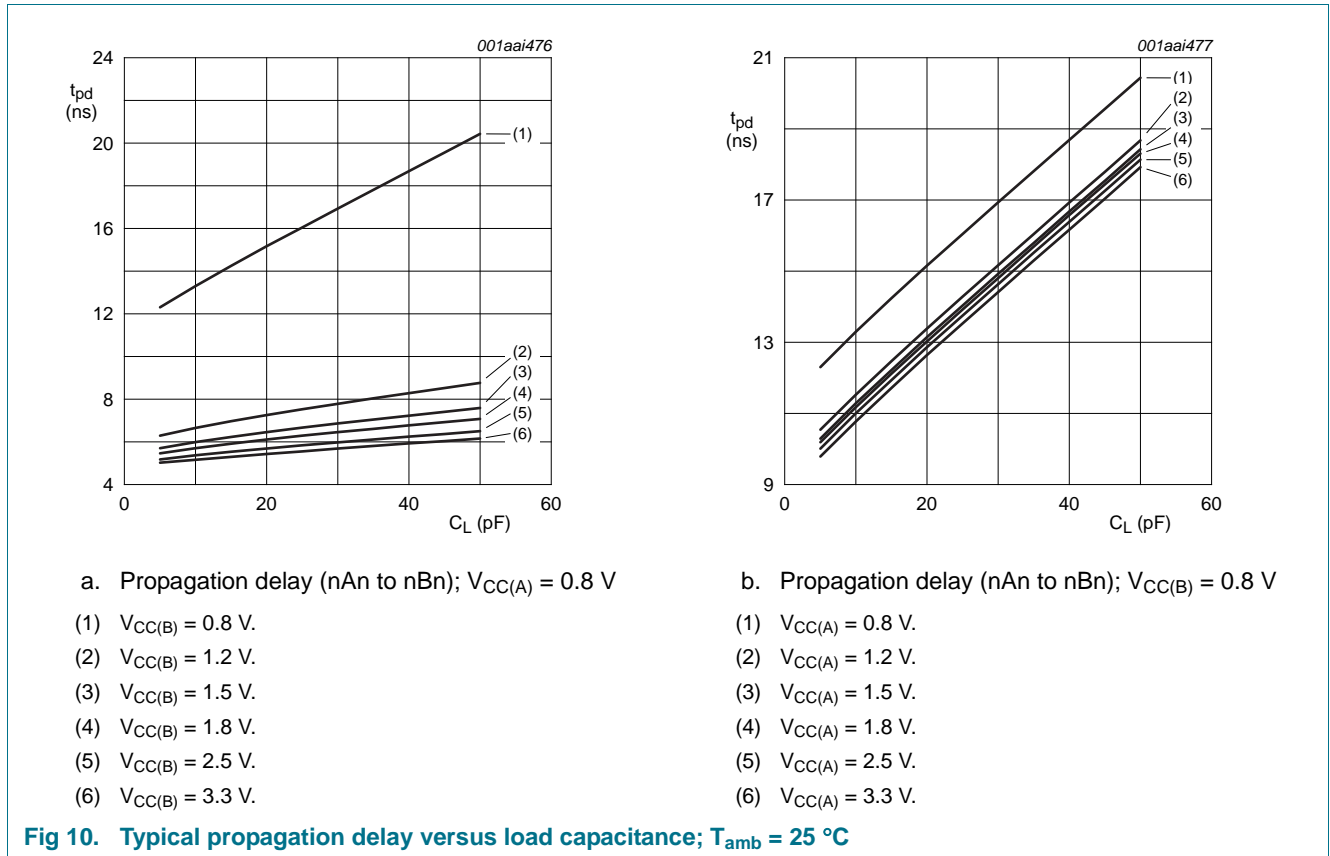 001aai476
24
t_pd
(ns)
20
16
12
8
4
0
20
40
60
C_L (pF)
(1)
(2)
(3)
(4)
(5)
(6)
001aai477
21
t_pd
(ns)
17
13
9
0
20
40
60
C_L (pF)
(1)
(2)
(3)
(4)
(5)
(6)
a. Propagation delay (nAn to nBn); V_CC(A) = 0.8 V
(1) V_CC(B) = 0.8 V.
(2) V_CC(B) = 1.2 V.
(3) V_CC(B) = 1.5 V.
(4) V_CC(B) = 1.8 V.
(5) V_CC(B) = 2.5 V.
(6) V_CC(B) = 3.3 V.
b. Propagation delay (nAn to nBn); V_CC(B) = 0.8 V
(1) V_CC(A) = 0.8 V.
(2) V_CC(A) = 1.2 V.
(3) V_CC(A) = 1.5 V.
(4) V_CC(A) = 1.8 V.
(5) V_CC(A) = 2.5 V.
(6) V_CC(A) = 3.3 V.
Fig 10. Typical propagation delay versus load capacitance; T_amb = 25 °C